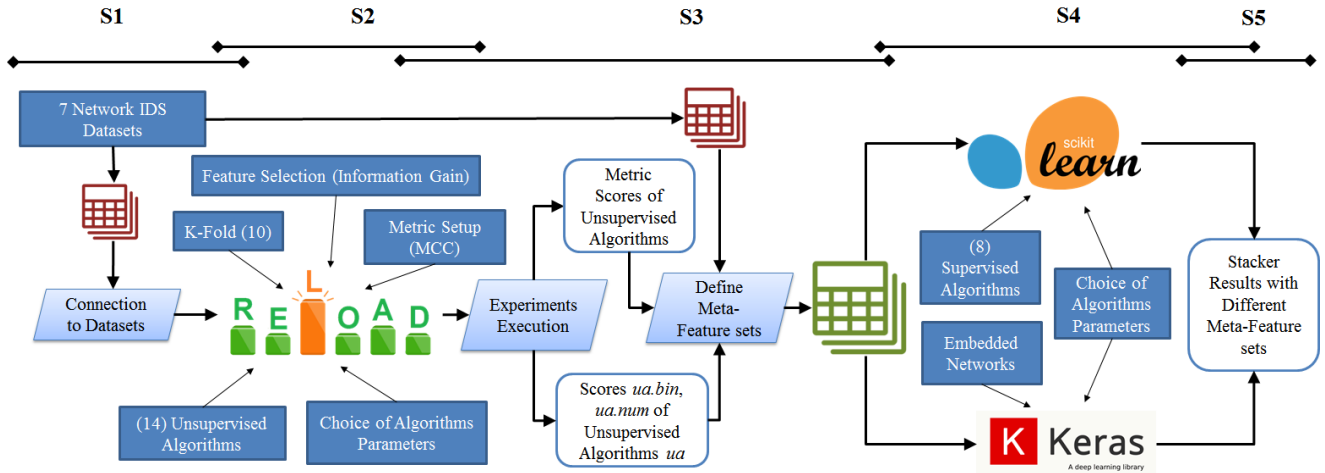 S1
S2
S3
S4
S5
7 Network IDS
Datasets
Feature Selection (Information Gain)
K-Fold (10)
Metric Setup
(MCC)
Connection
to Datasets
R E L O A D
(14) Unsupervised
Algorithms
Choice of Algorithms
Parameters
Experiments
Execution
Metric
Scores of
Unsupervised
Algorithms
Scores ua.bin,
ua.num of
Unsupervised
Algorithms ua
Define
Meta-
Feature sets
scikit
learn
(8)
Supervised
Algorithms
Choice of
Algorithms
Parameters
Embedded
Networks
K Keras
A deep learning library
Stacker
Results with
Different
Meta-Feature
sets